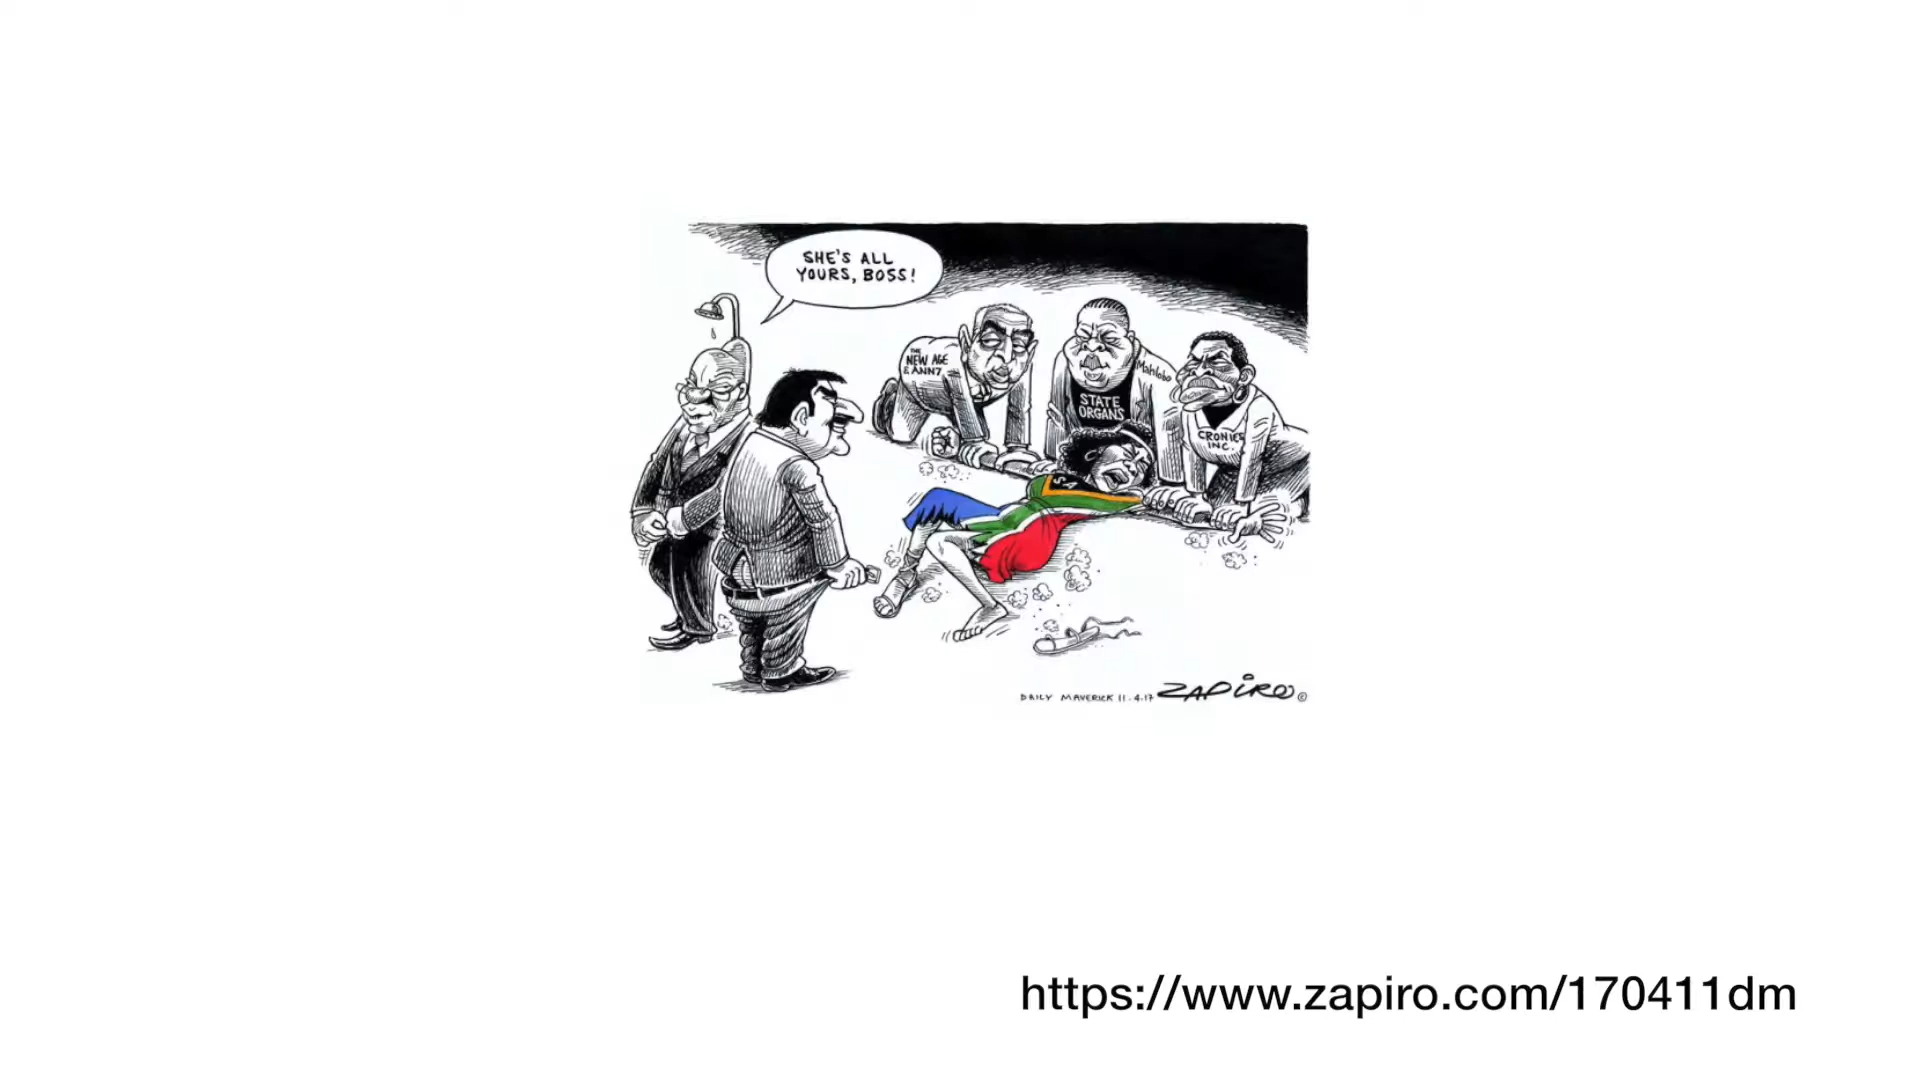 SHE'S ALL
YOURS, BOSS!
THE
NEW AGE
& ANN7
Mahlobo
STATE
ORGANS
CRONIES
INC.
SA
DAILY MAVERICK 11.4.17 ZAPIRO ©
https://www.zapiro.com/170411dm